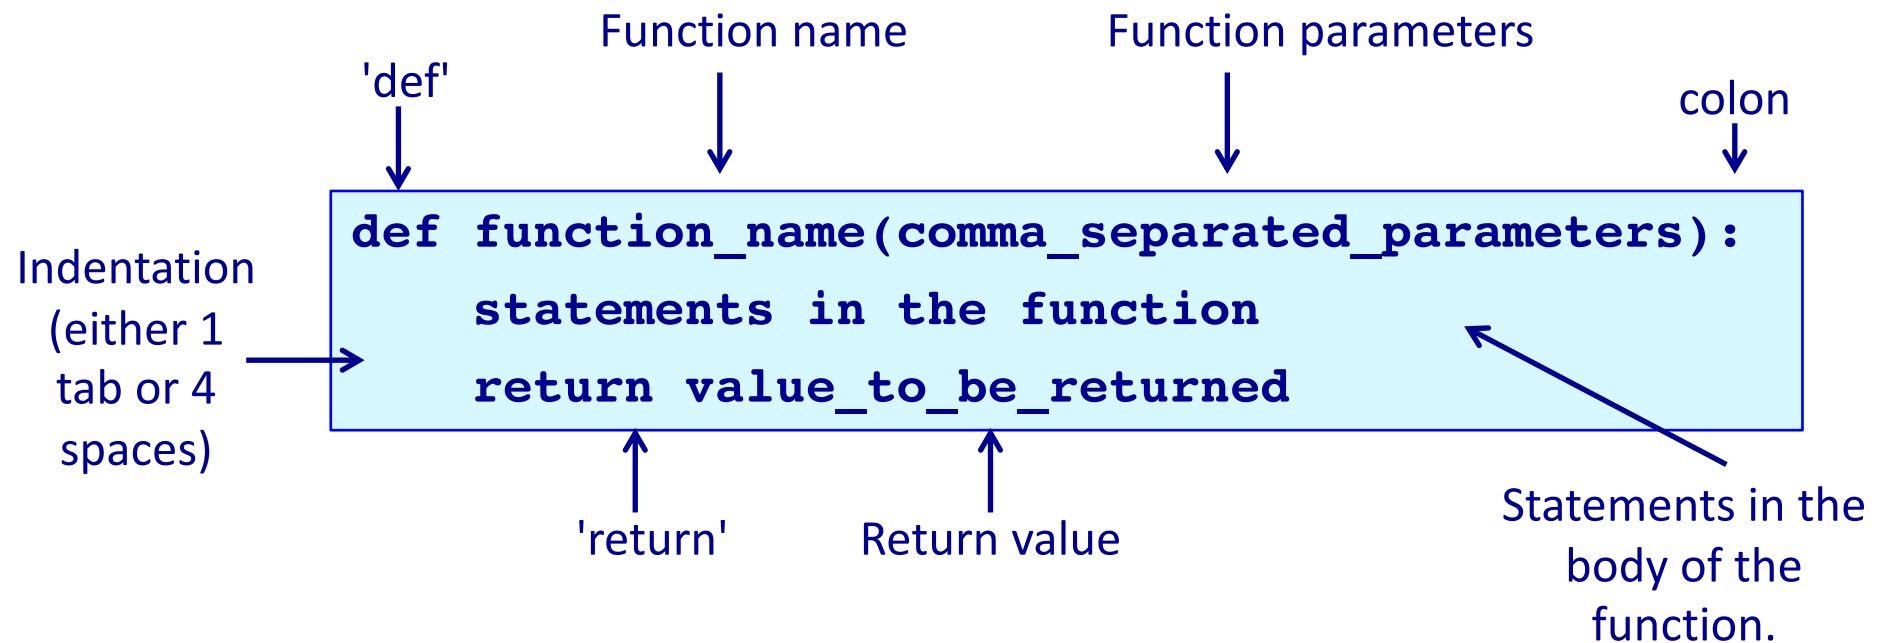 Function name
Function parameters
'def'
colon
def function_name(comma_separated_parameters):
statements in the function
return value_to_be_returned
Indentation
(either 1
tab or 4
spaces)
'return'
Return value
Statements in the
body of the
function.